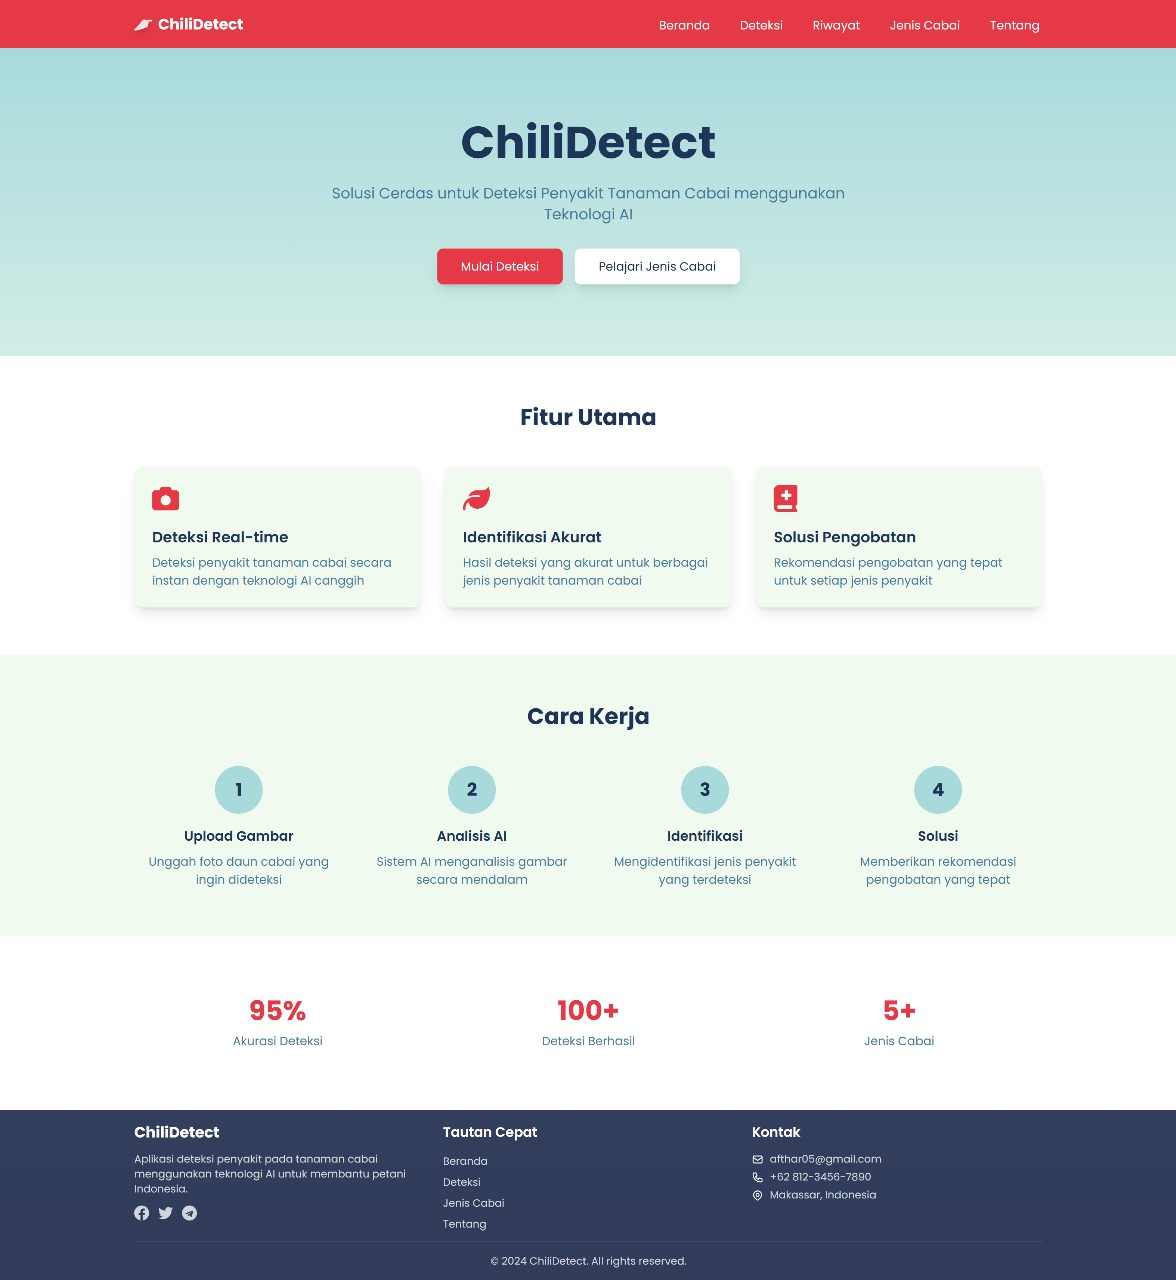 ChiliDetect
Beranda
Deteksi
Riwayat
Jenis Cabai
Tentang
ChiliDetect
Solusi Cerdas untuk Deteksi Penyakit Tanaman Cabai menggunakan
Teknologi AI
Mulai Deteksi
Pelajari Jenis Cabai
Fitur Utama
Deteksi Real-time
Deteksi penyakit tanaman cabai secara
instan dengan teknologi AI canggih
Identifikasi Akurat
Hasil deteksi yang akurat untuk berbagai
jenis penyakit tanaman cabai
Solusi Pengobatan
Rekomendasi pengobatan yang tepat
untuk setiap jenis penyakit
Cara Kerja
1
Upload Gambar
Unggah foto daun cabai yang
ingin dideteksi
2
Analisis AI
Sistem AI menganalisis gambar
secara mendalam
3
Identifikasi
Mengidentifikasi jenis penyakit
yang terdeteksi
4
Solusi
Memberikan rekomendasi
pengobatan yang tepat
95%
Akurasi Deteksi
100+
Deteksi Berhasil
5+
Jenis Cabai
ChiliDetect
Aplikasi deteksi penyakit pada tanaman cabai
menggunakan teknologi AI untuk membantu petani
Indonesia.
Tautan Cepat
Beranda
Deteksi
Jenis Cabai
Tentang
Kontak
afthar05@gmail.com
+62 812-3456-7890
Makassar, Indonesia
© 2024 ChiliDetect. All rights reserved.